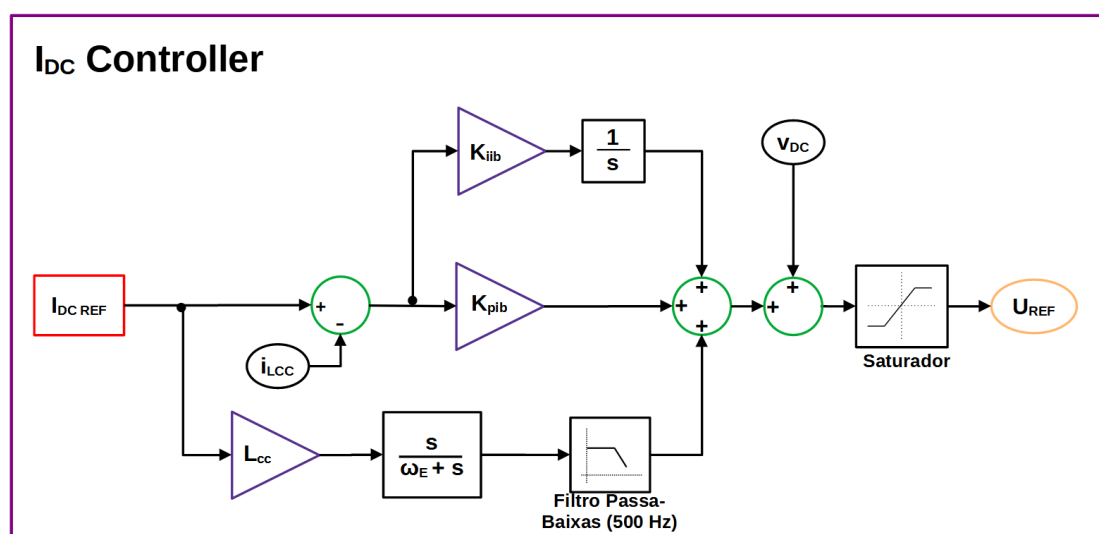 IDC Controller
Kiib
1
s
vDC
IDC REF
+
-
Kpib
+
+
+
+
+
UREF
Saturador
iLCC
Lcc
s
ωE + s
Filtro Passa-
Baixas (500 Hz)